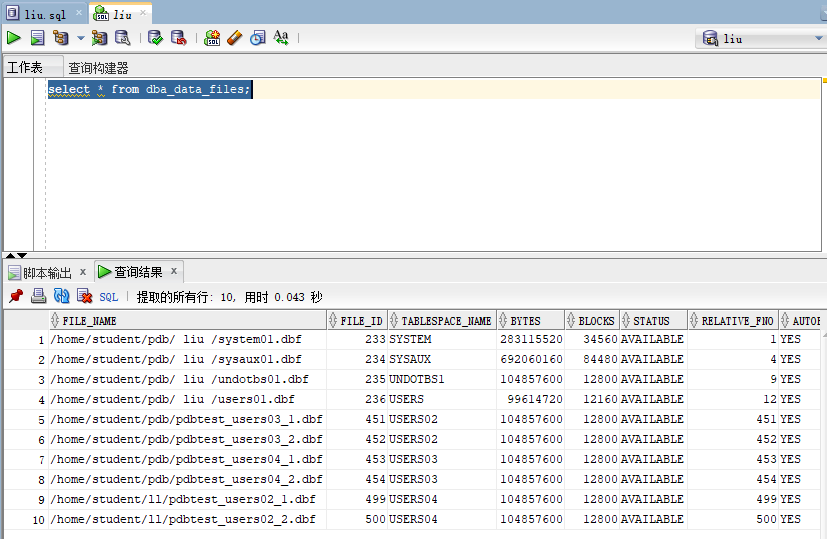 liu.sql liu
liu
工作表 查询构建器
select * from dba_data_files;
脚本输出 x 查询结果 x
SQL | 提取的所有行: 10, 用时 0.043 秒
FILE_NAME FILE_ID TABLESPACE_NAME BYTES BLOCKS STATUS RELATIVE_FNO AUTOE
1 /home/student/pdb/ liu /system01.dbf 233 SYSTEM 283115520 34560 AVAILABLE 1 YES
2 /home/student/pdb/ liu /sysaux01.dbf 234 SYSAUX 692060160 84480 AVAILABLE 4 YES
3 /home/student/pdb/ liu /undotbs01.dbf 235 UNDOTBS1 104857600 12800 AVAILABLE 9 YES
4 /home/student/pdb/ liu /users01.dbf 236 USERS 99614720 12160 AVAILABLE 12 YES
5 /home/student/pdb/pdbtest_users03_1.dbf 451 USERS02 104857600 12800 AVAILABLE 451 YES
6 /home/student/pdb/pdbtest_users03_2.dbf 452 USERS02 104857600 12800 AVAILABLE 452 YES
7 /home/student/pdb/pdbtest_users04_1.dbf 453 USERS03 104857600 12800 AVAILABLE 453 YES
8 /home/student/pdb/pdbtest_users04_2.dbf 454 USERS03 104857600 12800 AVAILABLE 454 YES
9 /home/student/ll/pdbtest_users02_1.dbf 499 USERS04 104857600 12800 AVAILABLE 499 YES
10 /home/student/ll/pdbtest_users02_2.dbf 500 USERS04 104857600 12800 AVAILABLE 500 YES